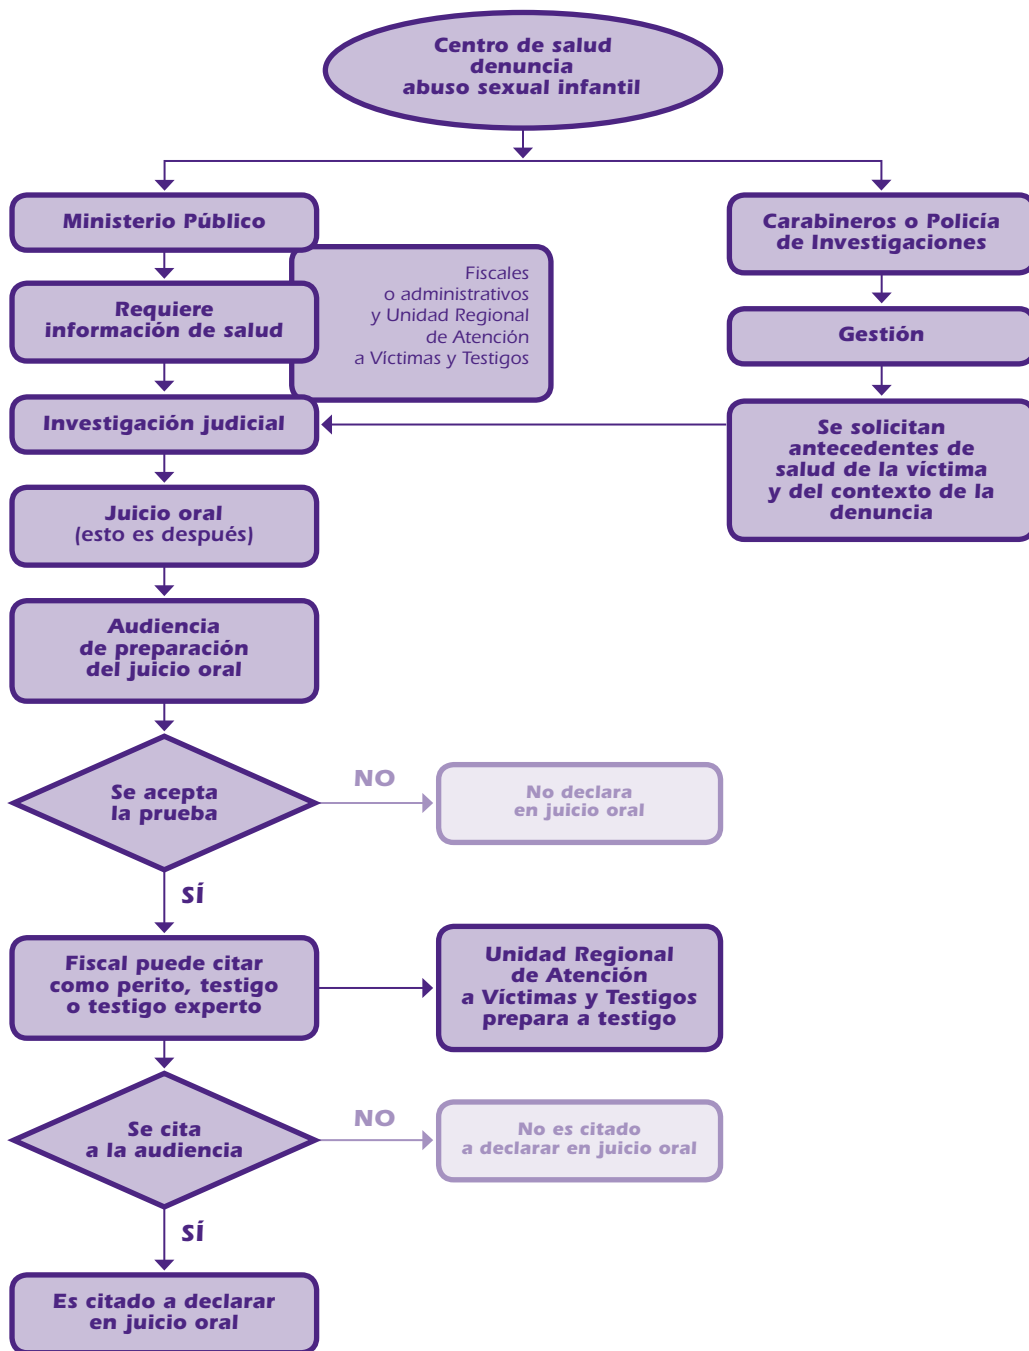 Centro de salud
denuncia
abuso sexual infantil
Ministerio Público
Carabineros o Policía
de Investigaciones
Fiscales
o administrativos
y Unidad Regional
de Atención
a Víctimas y Testigos
Requiere
información de salud
Gestión
Investigación judicial
Se solicitan
antecedentes de
salud de la víctima
y del contexto de la
denuncia
Juicio oral
(esto es después)
Audiencia
de preparación
del juicio oral
Se acepta
la prueba
NO
No declara
en juicio oral
SÍ
Fiscal puede citar
como perito, testigo
o testigo experto
Unidad Regional
de Atención
a Víctimas y Testigos
prepara a testigo
Se cita
a la audiencia
NO
No es citado
a declarar en juicio oral
SÍ
Es citado a declarar
en juicio oral